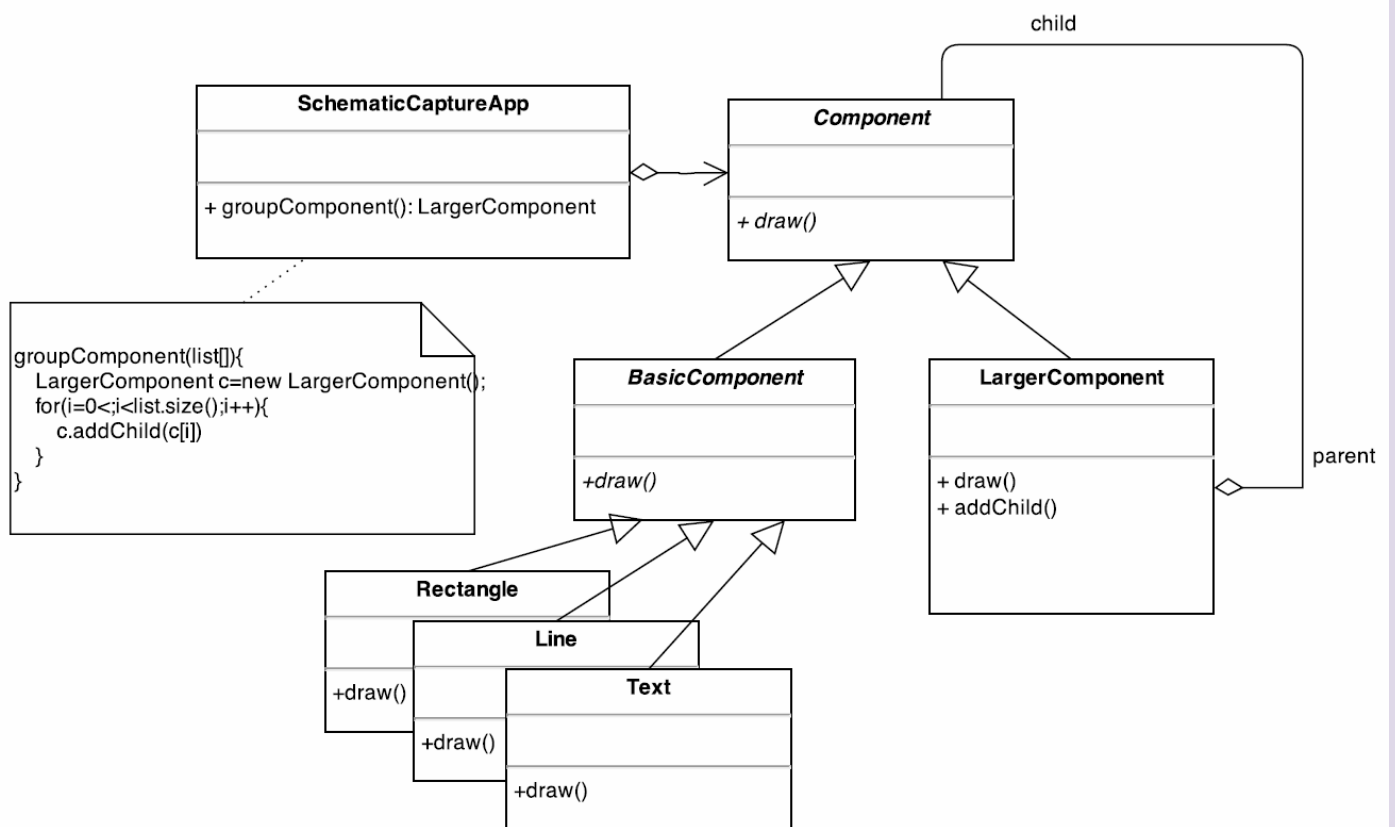 child
SchematicCaptureApp
+ groupComponent(): LargerComponent
Component
+ draw()
groupComponent(list[]){
LargerComponent c=new LargerComponent();
for(i=0<;i<list.size();i++){
c.addChild(c[i])
}
}
BasicComponent
+draw()
LargerComponent
+ draw()
+ addChild()
parent
Rectangle
+draw()
Line
+draw()
Text
+draw()